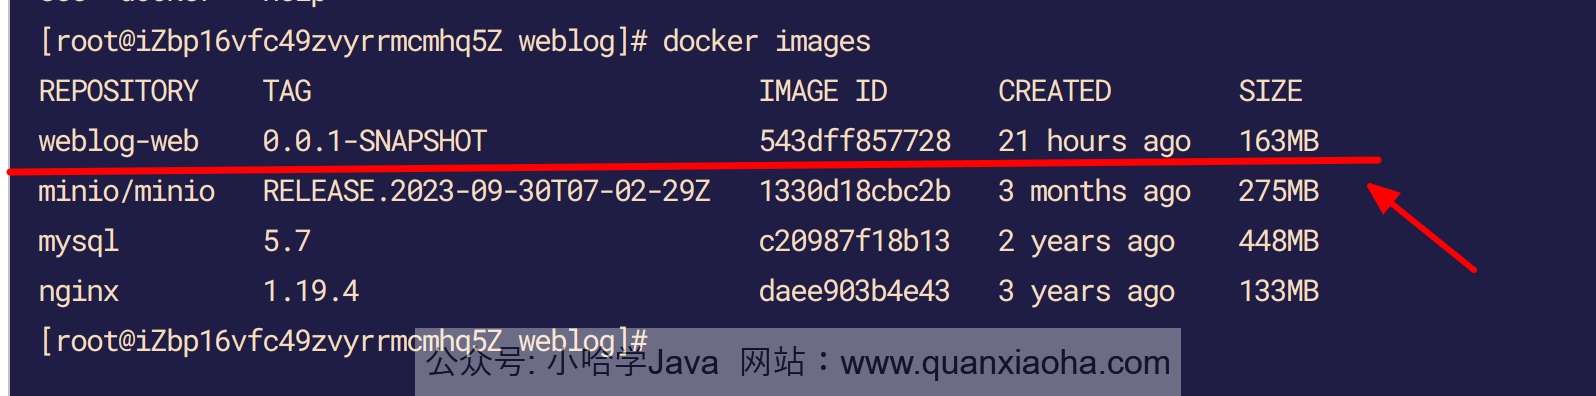 [root@iZbp16vfc49zvyrrmcmhq5Z weblog]# docker images
REPOSITORY TAG IMAGE ID CREATED SIZE
weblog-web 0.0.1-SNAPSHOT 543dff857728 21 hours ago 163MB
minio/minio RELEASE.2023-09-30T07-02-29Z 1330d18cbc2b 3 months ago 275MB
mysql 5.7 c20987f18b13 2 years ago 448MB
nginx 1.19.4 daee903b4e43 3 years ago 133MB
[root@iZbp16vfc49zvyrrmcmhq5Z weblog]#
公众号: 小哈学Java 网站：www.quanxiaoha.com